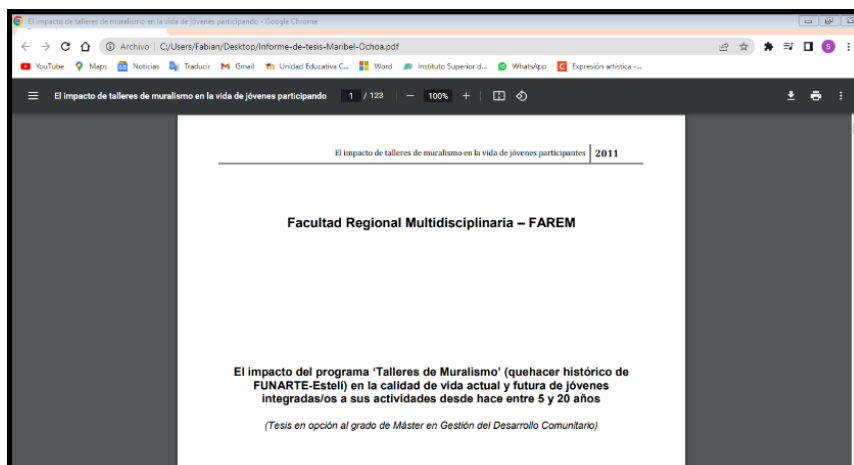 El impacto de talleres de muralismo en la vida de jóvenes participando - Google Chrome
Archivo | C:/Users/Fabian/Desktop/Informe-de-tesis-Maribel-Ochoa.pdf
YouTube Maps Noticias Traducir Gmail Unidad Educativa C... Word Instituto Superior d... WhatsApp Expresión artística -...
El impacto de talleres de muralismo en la vida de jóvenes participando 1 / 123 — 100% +
El impacto de talleres de muralismo en la vida de jóvenes participantes 2011
Facultad Regional Multidisciplinaria – FAREM
El impacto del programa ‘Talleres de Muralismo’ (quehacer histórico de
FUNARTE-Estelí) en la calidad de vida actual y futura de jóvenes
integradas/os a sus actividades desde hace entre 5 y 20 años
(Tesis en opción al grado de Máster en Gestión del Desarrollo Comunitario)